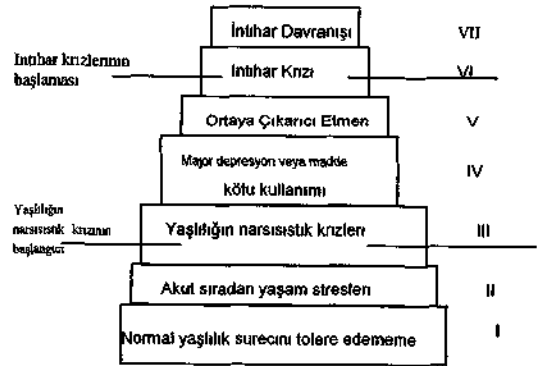 İntihar Davranışı VII
İntihar krizlerinin
başlaması
İntihar Krizi VI
Ortaya Çıkarıcı Etmen V
Major depresyon veya madde
kötü kullanımı
IV
Yaşlılığın
narsisistik krizinin
başlangıcı
Yaşlılığın narsisistik krizleri III
Akut sıradan yaşam stresleri II
Normal yaşlılık sürecini tolere edememe I